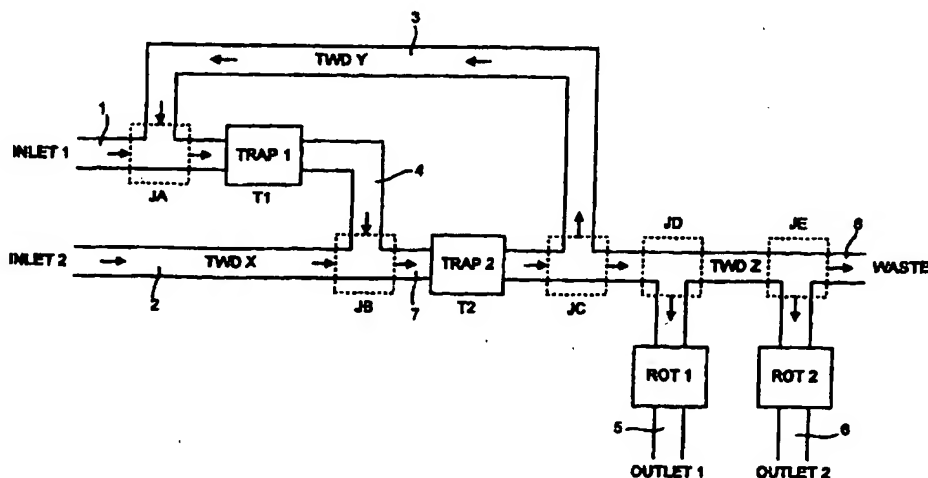 3
TWD Y
1
INLET 1
TRAP 1
4
JA
T1
JD
JE
6
INLET 2
TWD X
TRAP 2
TWD Z
WASTE
2
JB
7
T2
JC
ROT 1
ROT 2
5
6
OUTLET 1
OUTLET 2